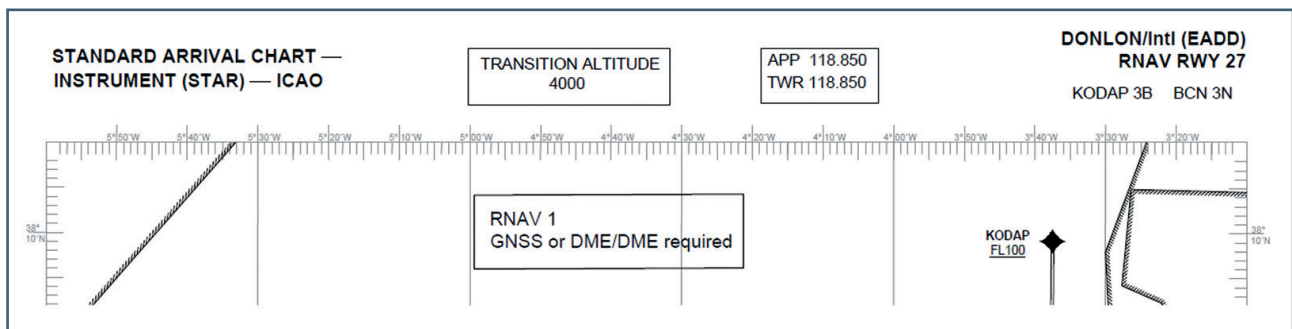 STANDARD ARRIVAL CHART —
INSTRUMENT (STAR) — ICAO
TRANSITION ALTITUDE
4000
APP 118.850
TWR 118.850
DONLON/Intl (EADD)
RNAV RWY 27
KODAP 3B BCN 3N
5°50'W 5°40'W 5°30'W 5°20'W 5°10'W 5°00'W 4°50'W 4°40'W 4°30'W 4°20'W 4°10'W 4°00'W 3°50'W 3°40'W 3°30'W 3°20'W
RNAV 1
GNSS or DME/DME required
38°
10'N
KODAP
FL100
38°
10'N